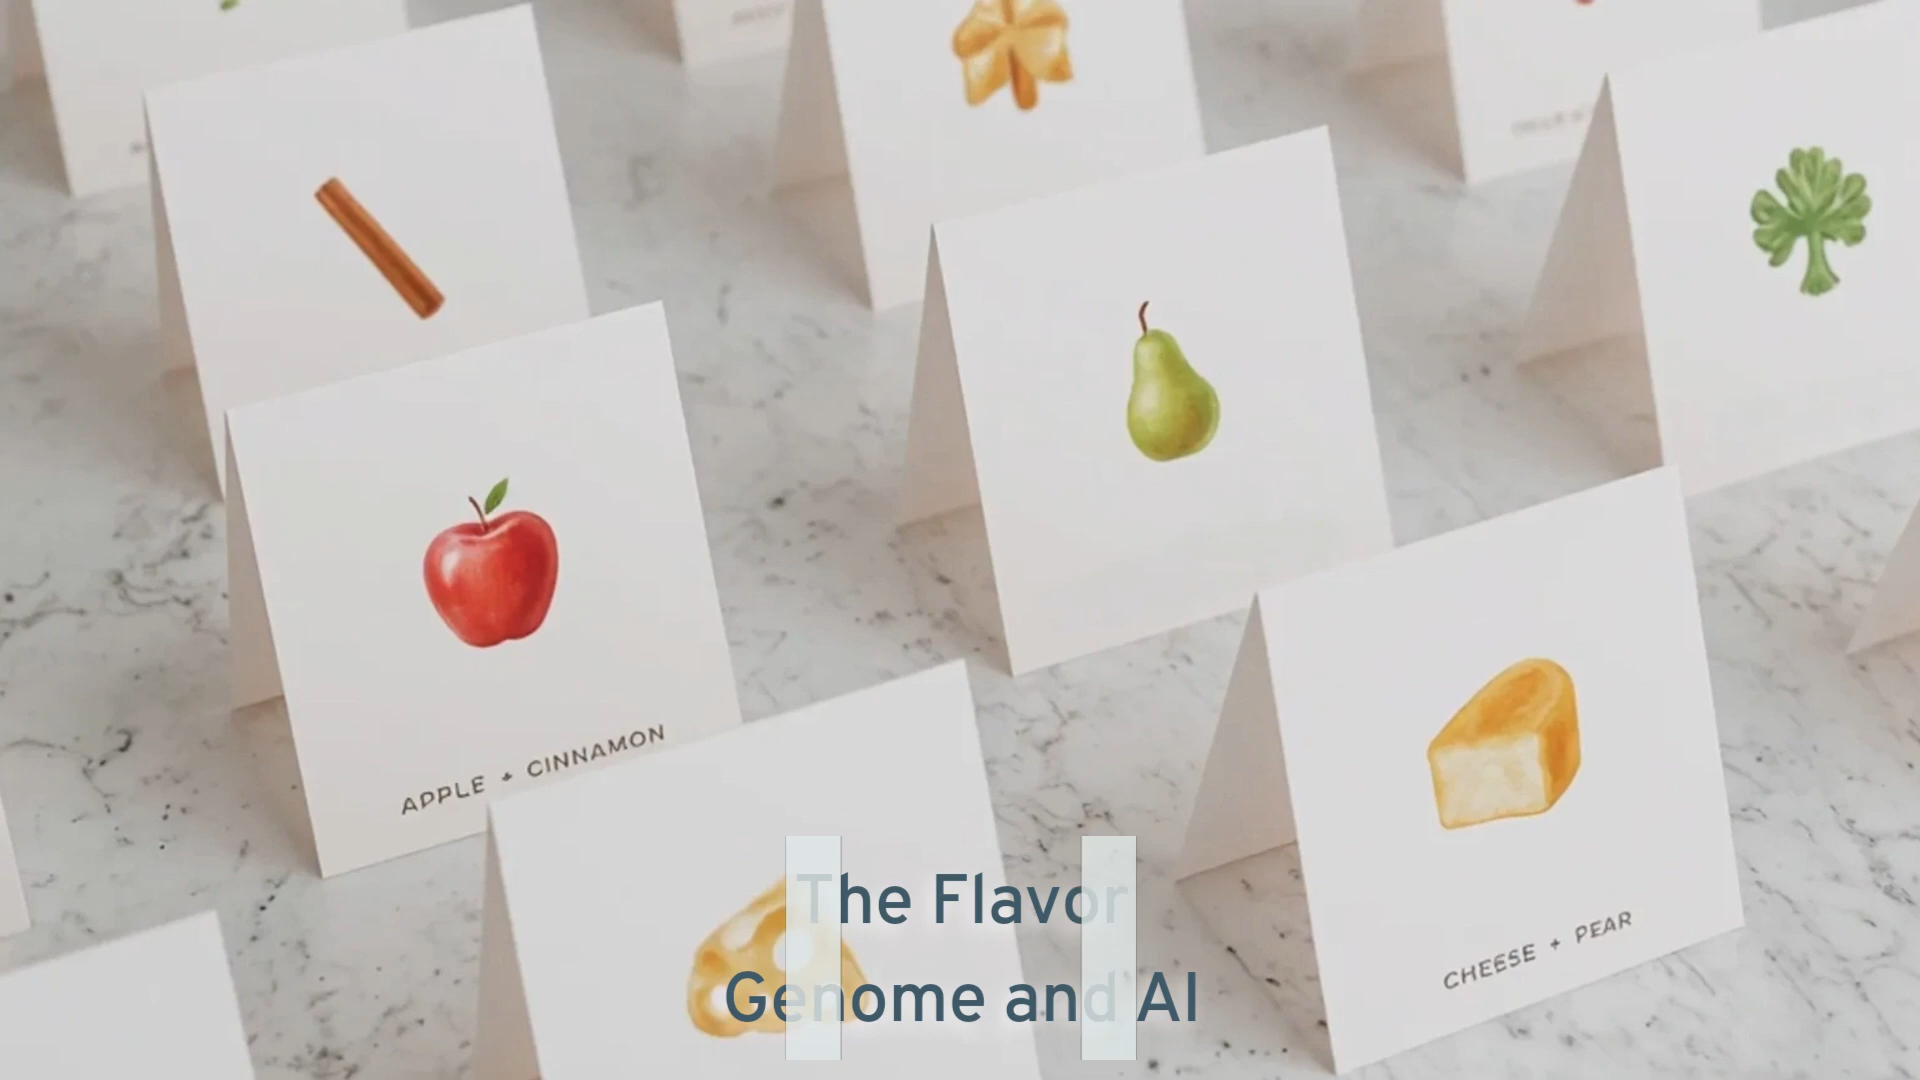 APPLE + CINNAMON
CHEESE + PEAR
The Flavor
Genome and AI